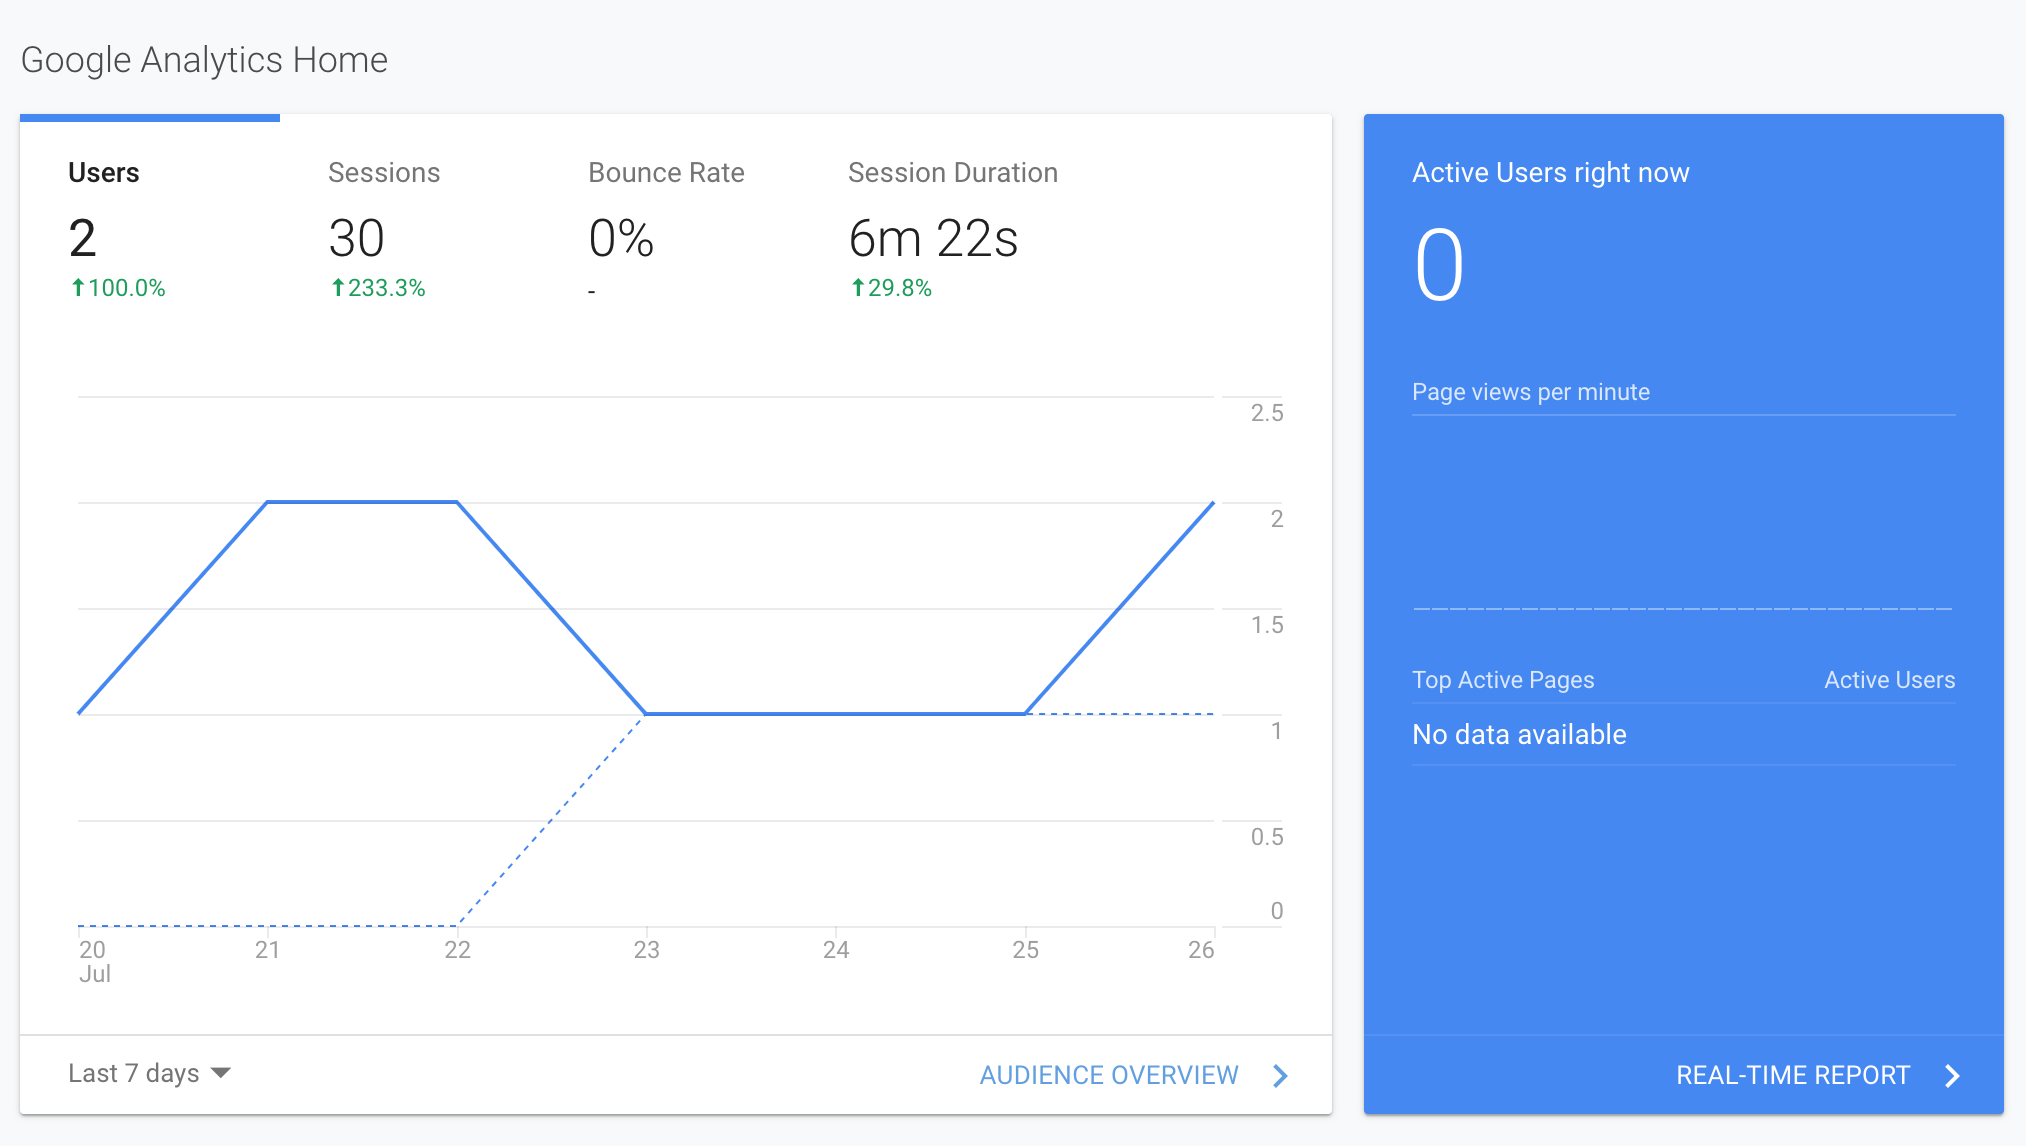 Google Analytics Home
Users Sessions Bounce Rate Session Duration
2 30 0% 6m 22s
↑100.0% ↑233.3% - ↑29.8%
2.5
2
1.5
1
0.5
0
20 21 22 23 24 25 26
Jul
Last 7 days
AUDIENCE OVERVIEW
Active Users right now
0
Page views per minute
Top Active Pages Active Users
No data available
REAL-TIME REPORT